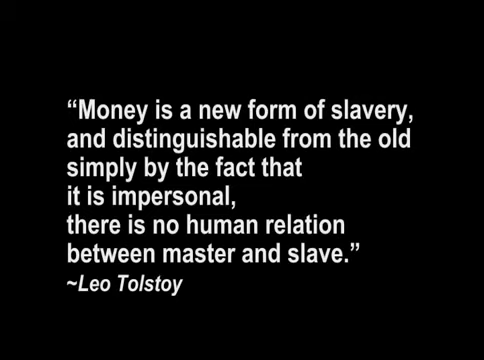 “Money is a new form of slavery,
and distinguishable from the old
simply by the fact that
it is impersonal,
there is no human relation
between master and slave.”
~Leo Tolstoy